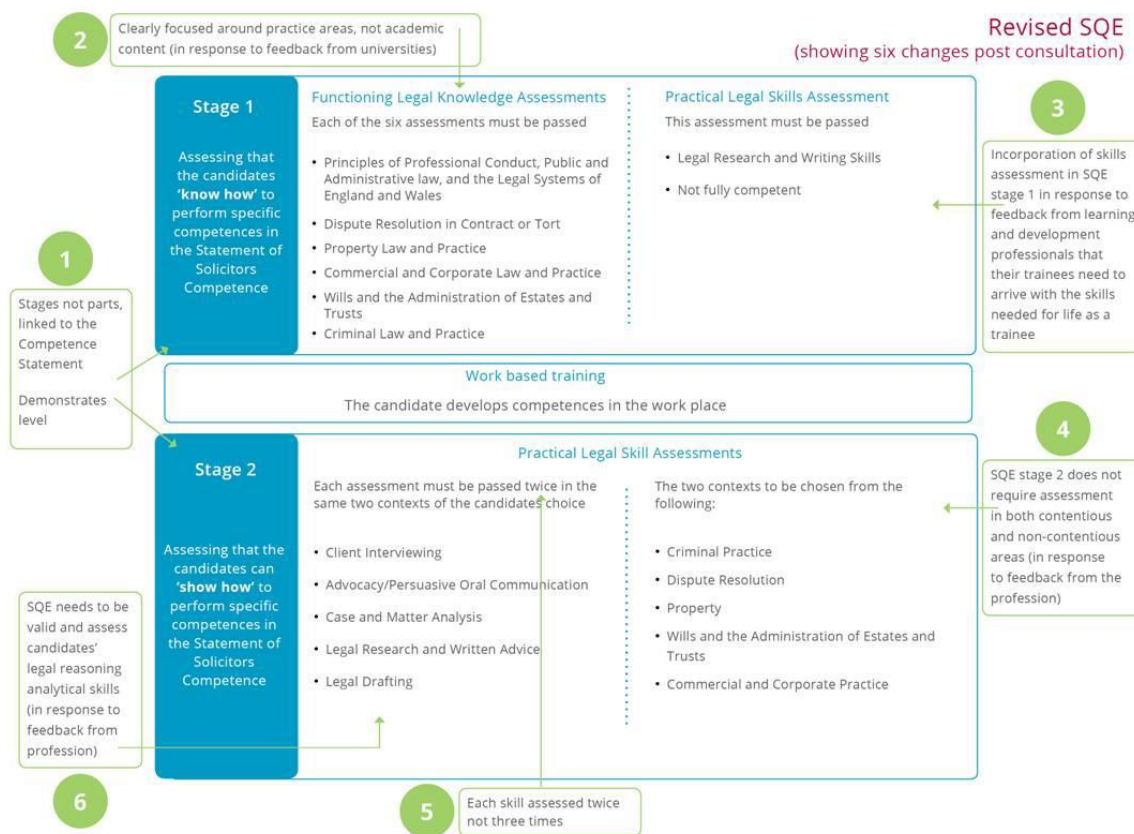 Revised SQE
(showing six changes post consultation)
2
Clearly focused around practice areas, not academic
content (in response to feedback from universities)
Stage 1
Assessing that
the candidates
‘know how’ to
perform specific
competences in
the Statement of
Solicitors
Competence
Functioning Legal Knowledge Assessments
Each of the six assessments must be passed
• Principles of Professional Conduct, Public and
Administrative law, and the Legal Systems of
England and Wales
• Dispute Resolution in Contract or Tort
• Property Law and Practice
• Commercial and Corporate Law and Practice
• Wills and the Administration of Estates and
Trusts
• Criminal Law and Practice
Practical Legal Skills Assessment
This assessment must be passed
• Legal Research and Writing Skills
• Not fully competent
3
Incorporation of skills
assessment in SQE
stage 1 in response to
feedback from learning
and development
professionals that
their trainees need to
arrive with the skills
needed for life as a
trainee
1
Stages not parts,
linked to the
Competence
Statement
Demonstrates
level
Work based training
The candidate develops competences in the work place
Stage 2
Assessing that the
candidates can
‘show how’ to
perform specific
competences in
the Statement of
Solicitors
Competence
Practical Legal Skill Assessments
Each assessment must be passed twice in the
same two contexts of the candidates choice
• Client Interviewing
• Advocacy/Persuasive Oral Communication
• Case and Matter Analysis
• Legal Research and Written Advice
• Legal Drafting
The two contexts to be chosen from the
following:
• Criminal Practice
• Dispute Resolution
• Property
• Wills and the Administration of Estates and
Trusts
• Commercial and Corporate Practice
4
SQE stage 2 does not
require assessment
in both contentious
and non-contentious
areas (in response
to feedback from the
profession)
SQE needs to be
valid and assess
candidates’
legal reasoning
analytical skills
(in response to
feedback from
profession)
6
5
Each skill assessed twice
not three times